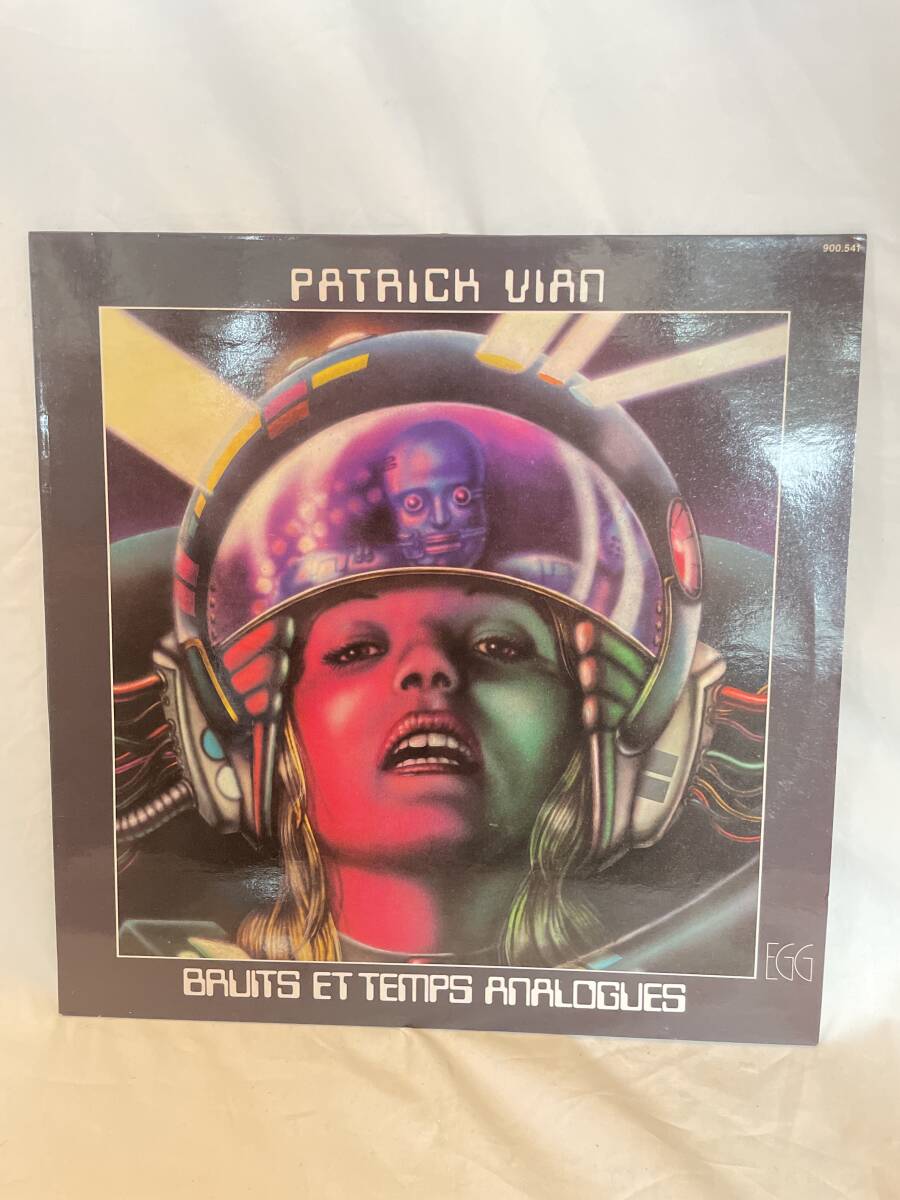 900.541
PATRICK VIAN
EGG
BRUITS ET TEMPS ANALOGUES